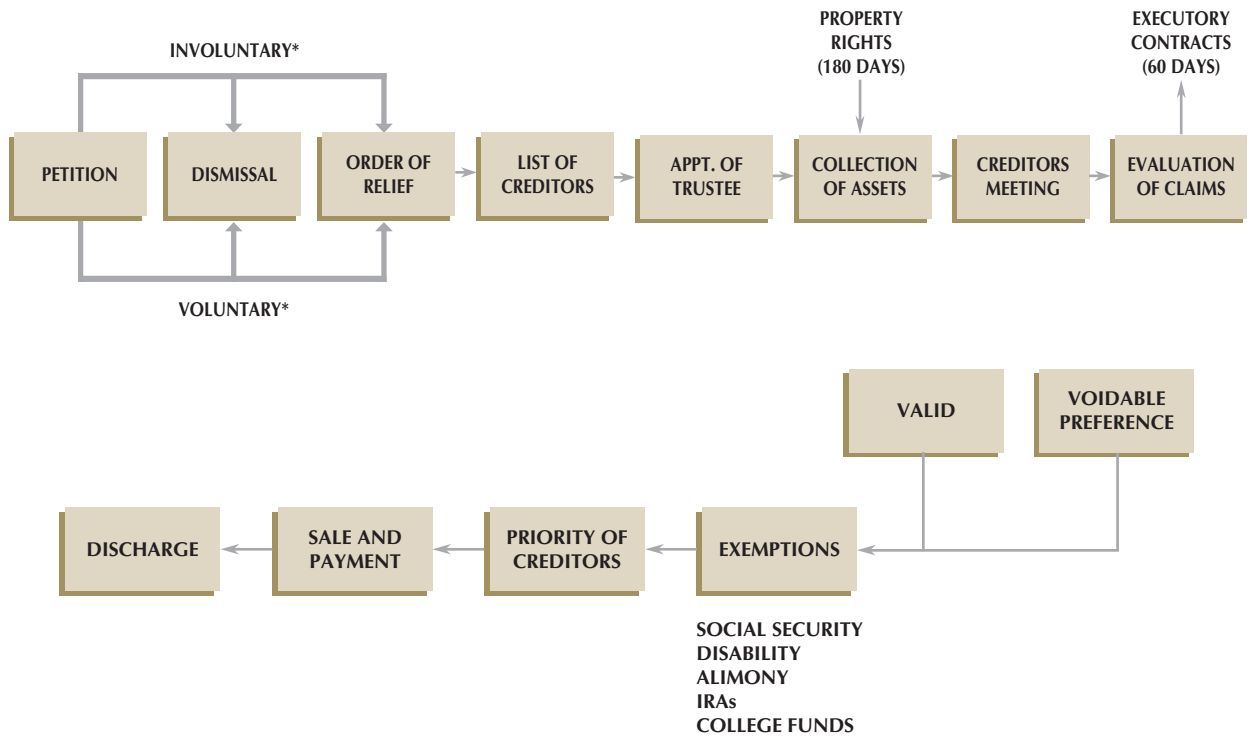 INVOLUNTARY*
PROPERTY
RIGHTS
(180 DAYS)
EXECUTORY
CONTRACTS
(60 DAYS)
PETITION
DISMISSAL
ORDER OF
RELIEF
LIST OF
CREDITORS
APPT. OF
TRUSTEE
COLLECTION
OF ASSETS
CREDITORS
MEETING
EVALUATION
OF CLAIMS
VOLUNTARY*
VALID
VOIDABLE
PREFERENCE
DISCHARGE
SALE AND
PAYMENT
PRIORITY OF
CREDITORS
EXEMPTIONS
SOCIAL SECURITY
DISABILITY
ALIMONY
IRAs
COLLEGE FUNDS